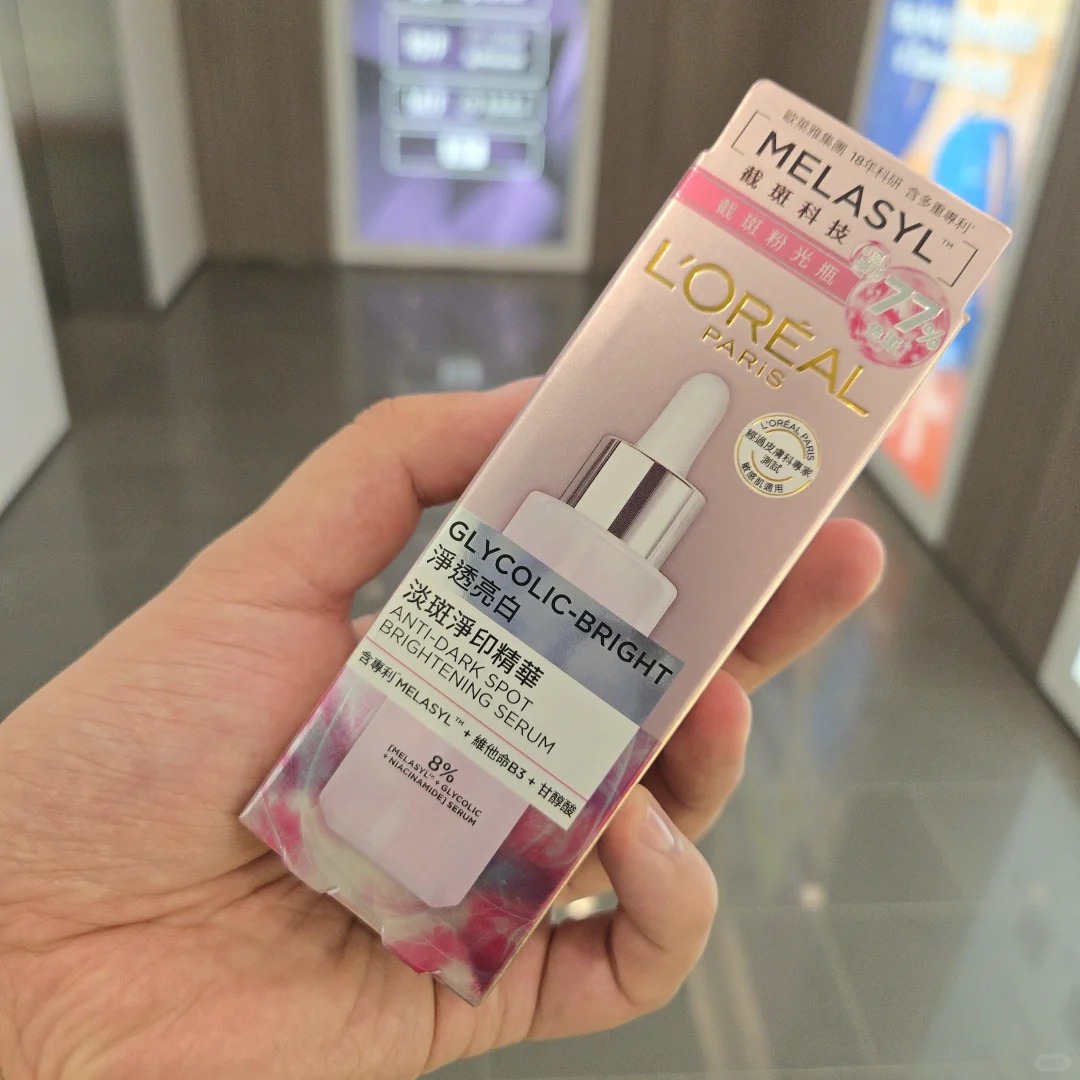 歐萊雅集團 18年科研 含多重專利
MELASYL™
截斑科技
截斑粉光瓶
77%
L'ORÉAL
PARiS
L'ORÉAL PARIS
經過皮膚科專家
測試
敏感肌適用
GLYCOLIC-BRIGHT
淨透亮白
淡斑淨印精華
ANTI-DARK SPOT
BRIGHTENING SERUM
含專利*MELASYL™ + 維他命B3 + 甘醇酸
8%
[MELASYL™ + GLYCOLIC
+ NIACINAMIDE] SERUM